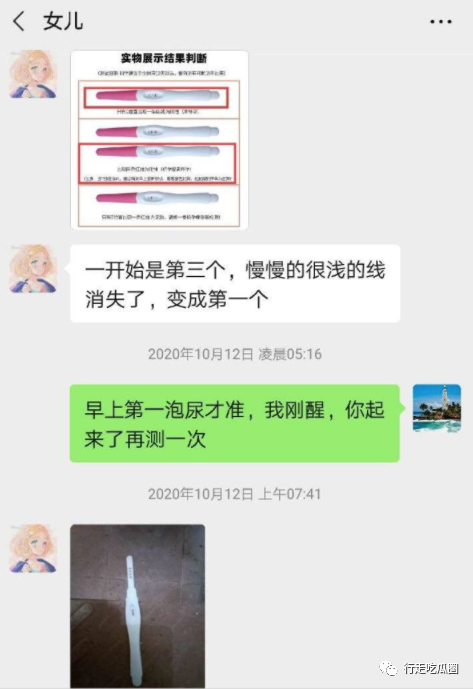 女儿
实物展示结果判断
一开始是第三个，慢慢的很浅的线
消失了，变成第一个
2020年10月12日 凌晨05:16
早上第一泡尿才准，我刚醒，你起
来了再测一次
2020年10月12日 上午07:41
行走吃瓜圈